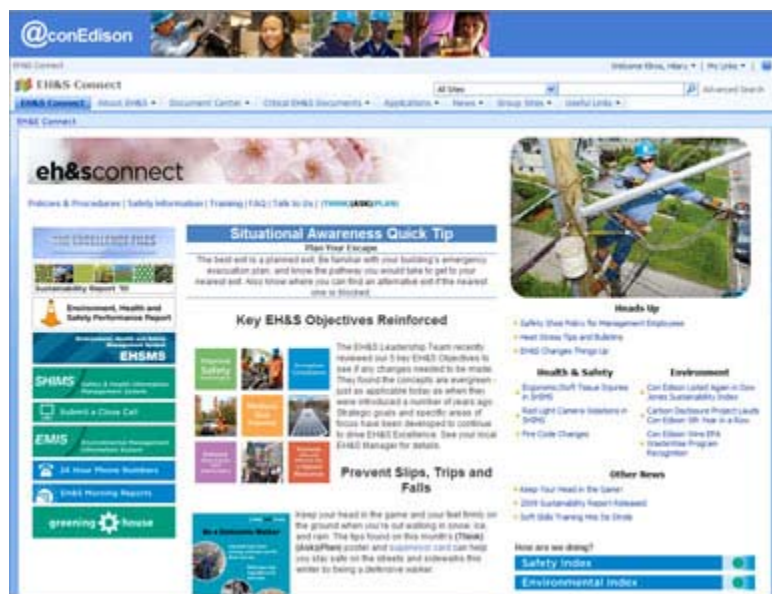 @conEdison
EH&S Connect
My Links
EH&S Connect
All Sites
Advanced Search
EH&S Connect
About EH&S
Document Center
Critical EH&S Documents
Applications
News
Group Sites
Useful Links
EH&S Connect
eh&sconnect
Policies & Procedures | Safety Information | Training | FAQ | Talk to Us | (THINK)(ASK)(PLAN)
THE EXCELLENCE FILES
Sustainability Report
Environment, Health and
Safety Performance Report
Environment, Health and Safety
Management System
EHSMS
SHIMS Safety & Health Information
Management System
Submit a Close Call
EMIS Environmental Management
Information System
24 Hour Phone Numbers
EH&S Morning Reports
greening house
Situational Awareness Quick Tip
Plan Your Escape
The best exit is a planned exit. Be familiar with your building's emergency
evacuation plan, and know the pathway you would take to get to your
nearest exit. Also know where you can find an alternative exit if the nearest
one is blocked.
Key EH&S Objectives Reinforced
The EH&S Leadership Team recently
reviewed our 5 key EH&S Objectives to
see if any changes needed to be made.
They found the concepts are evergreen -
just as applicable today as when they
were introduced a number of years ago.
Strategic goals and specific areas of
focus have been developed to continue
to drive EH&S Excellence. See your local
EH&S Manager for details.
Prevent Slips, Trips and
Falls
Be a Defensive Walker
Keep your head in the game and your feet firmly on
the ground when you're out walking in snow, ice
and rain. The tips found on this month's (Think)
(Ask)(Plan) poster and supervisor card can help
you stay safe on the streets and sidewalks this
winter by being a defensive walker.
Heads Up
Safety Shoe Policy for Management Employees
Heat Stress Tips and Bulletins
EH&S Changes Things Up
Health & Safety
Ergonomic/Soft Tissue Injuries
in SHIMS
Red Light Camera Violations in
SHIMS
Fire Code Changes
Environment
Con Edison Listed Again in Dow
Jones Sustainability Index
Carbon Disclosure Project Lauds
Con Edison 5th Year in a Row
Con Edison Wins EPA
WasteWise Program
Recognition
Other News
Keep Your Head in the Game!
2009 Sustainability Report Released
Soft Skills Training Hits Its Stride
How are we doing?
Safety Index
Environmental Index